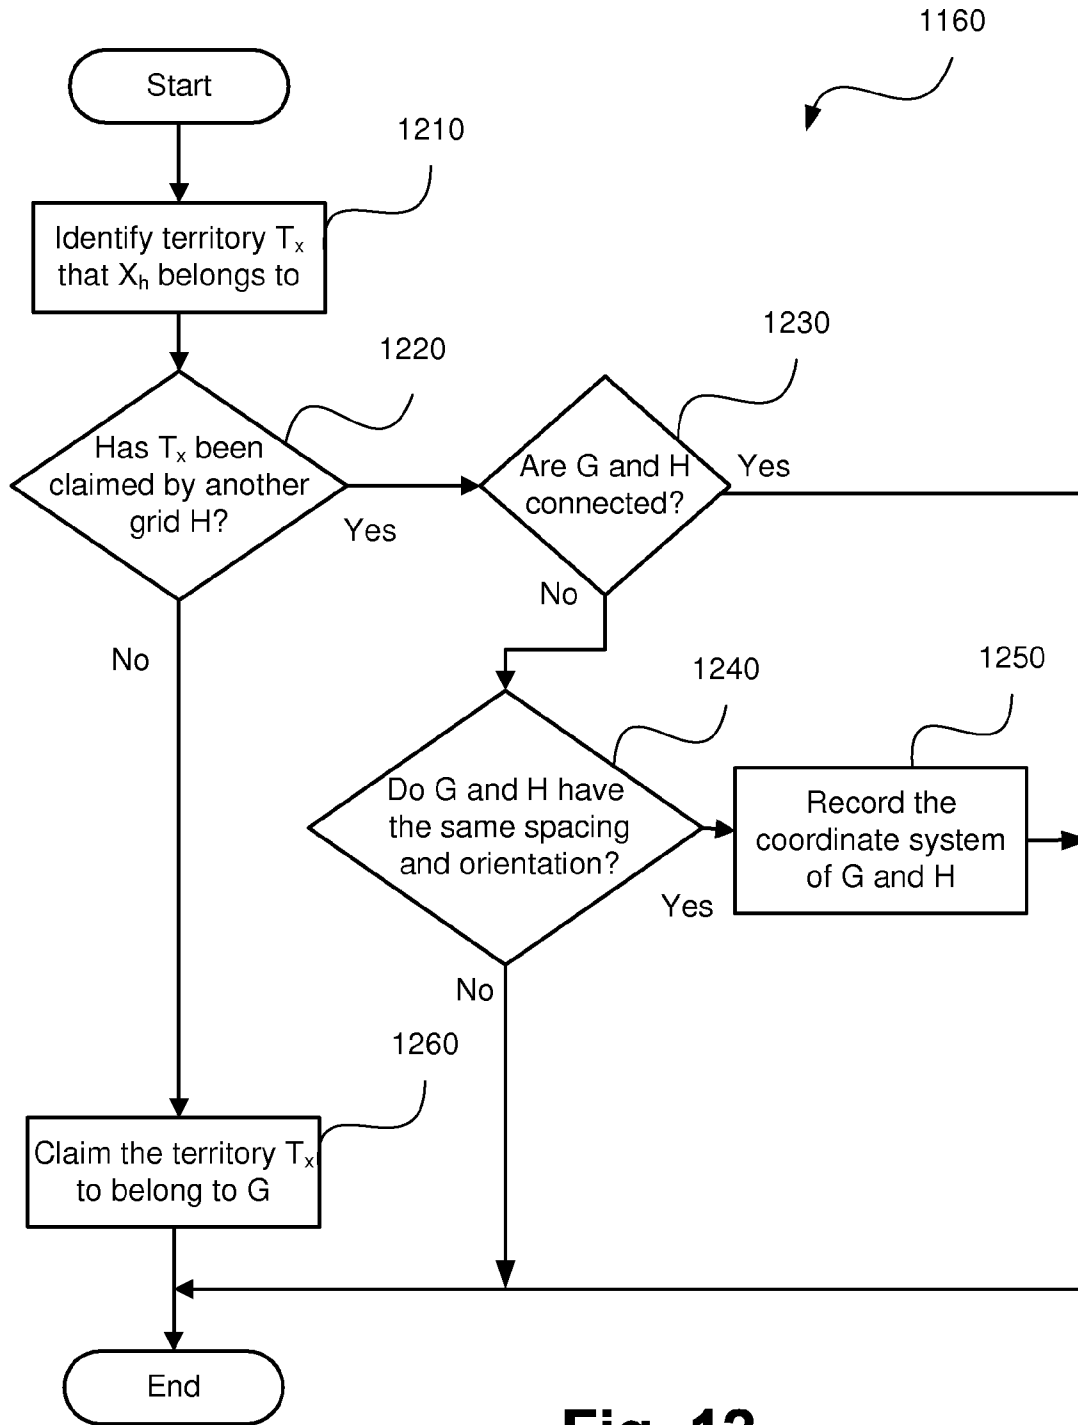 1160
Start
1210
Identify territory Tₓ
that Xₕ belongs to
1220
1230
Has Tₓ been
claimed by another
grid H?
Yes
Are G and H
connected?
Yes
No
No
1240
1250
Do G and H have
the same spacing
and orientation?
Yes
Record the
coordinate system
of G and H
No
1260
Claim the territory Tₓ
to belong to G
End
Fig.